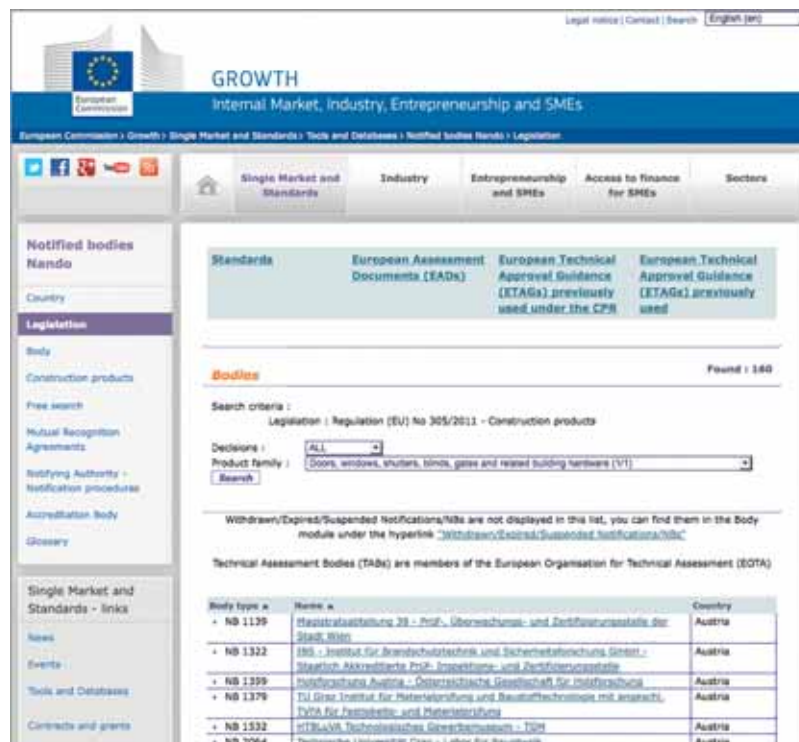 Legal notice | Contact | Search English (en)
European
Commission
GROWTH
Internal Market, Industry, Entrepreneurship and SMEs
European Commission > Growth > Single Market and Standards > Tools and Databases > Notified bodies Nando > Legislation
Single Market and
Standards
Industry
Entrepreneurship
and SMEs
Access to finance
for SMEs
Sectors
Notified bodies
Nando
Country
Legislation
Body
Construction products
Free search
Mutual Recognition
Agreements
Notifying Authority -
Notification procedures
Accreditation Body
Glossary
Single Market and
Standards - links
News
Events
Tools and Databases
Contracts and grants
Standards
European Assessment
Documents (EADs)
European Technical
Approval Guidance
(ETAGs) previously
used under the CPR
European Technical
Approval Guidance
(ETAGs) previously
used
Bodies
Found : 160
Search criteria :
Legislation : Regulation (EU) No 305/2011 - Construction products
Decisions : ALL
Product family : Doors, windows, shutters, blinds, gates and related building hardware (1/1)
Search
Withdrawn/Expired/Suspended Notifications/NBs are not displayed in this list, you can find them in the Body
module under the hyperlink "Withdrawn/Expired/Suspended Notifications/NBs"
Technical Assessment Bodies (TABs) are members of the European Organisation for Technical Assessment (EOTA)
Body type Name Country
NB 1139 Magistratsabteilung 39 - Prüf-, Überwachungs- und Zertifizierungsstelle der
Stadt Wien Austria
NB 1322 IBS - Institut für Brandschutztechnik und Sicherheitsforschung GmbH -
Staatlich Akkreditierte Prüf- Inspektions- und Zertifizierungsstelle Austria
NB 1359 Holzforschung Austria - Österreichische Gesellschaft für Holzforschung Austria
NB 1379 TU Graz Institut für Materialprüfung und Baustofftechnologie mit angeschl.
TVFA für Festigkeits- und Materialprüfung Austria
NB 1532 HTBLuVA Technologisches Gewerbemuseum - TGM Austria
Technische Universität Graz - Labor für Bauphysik Austria